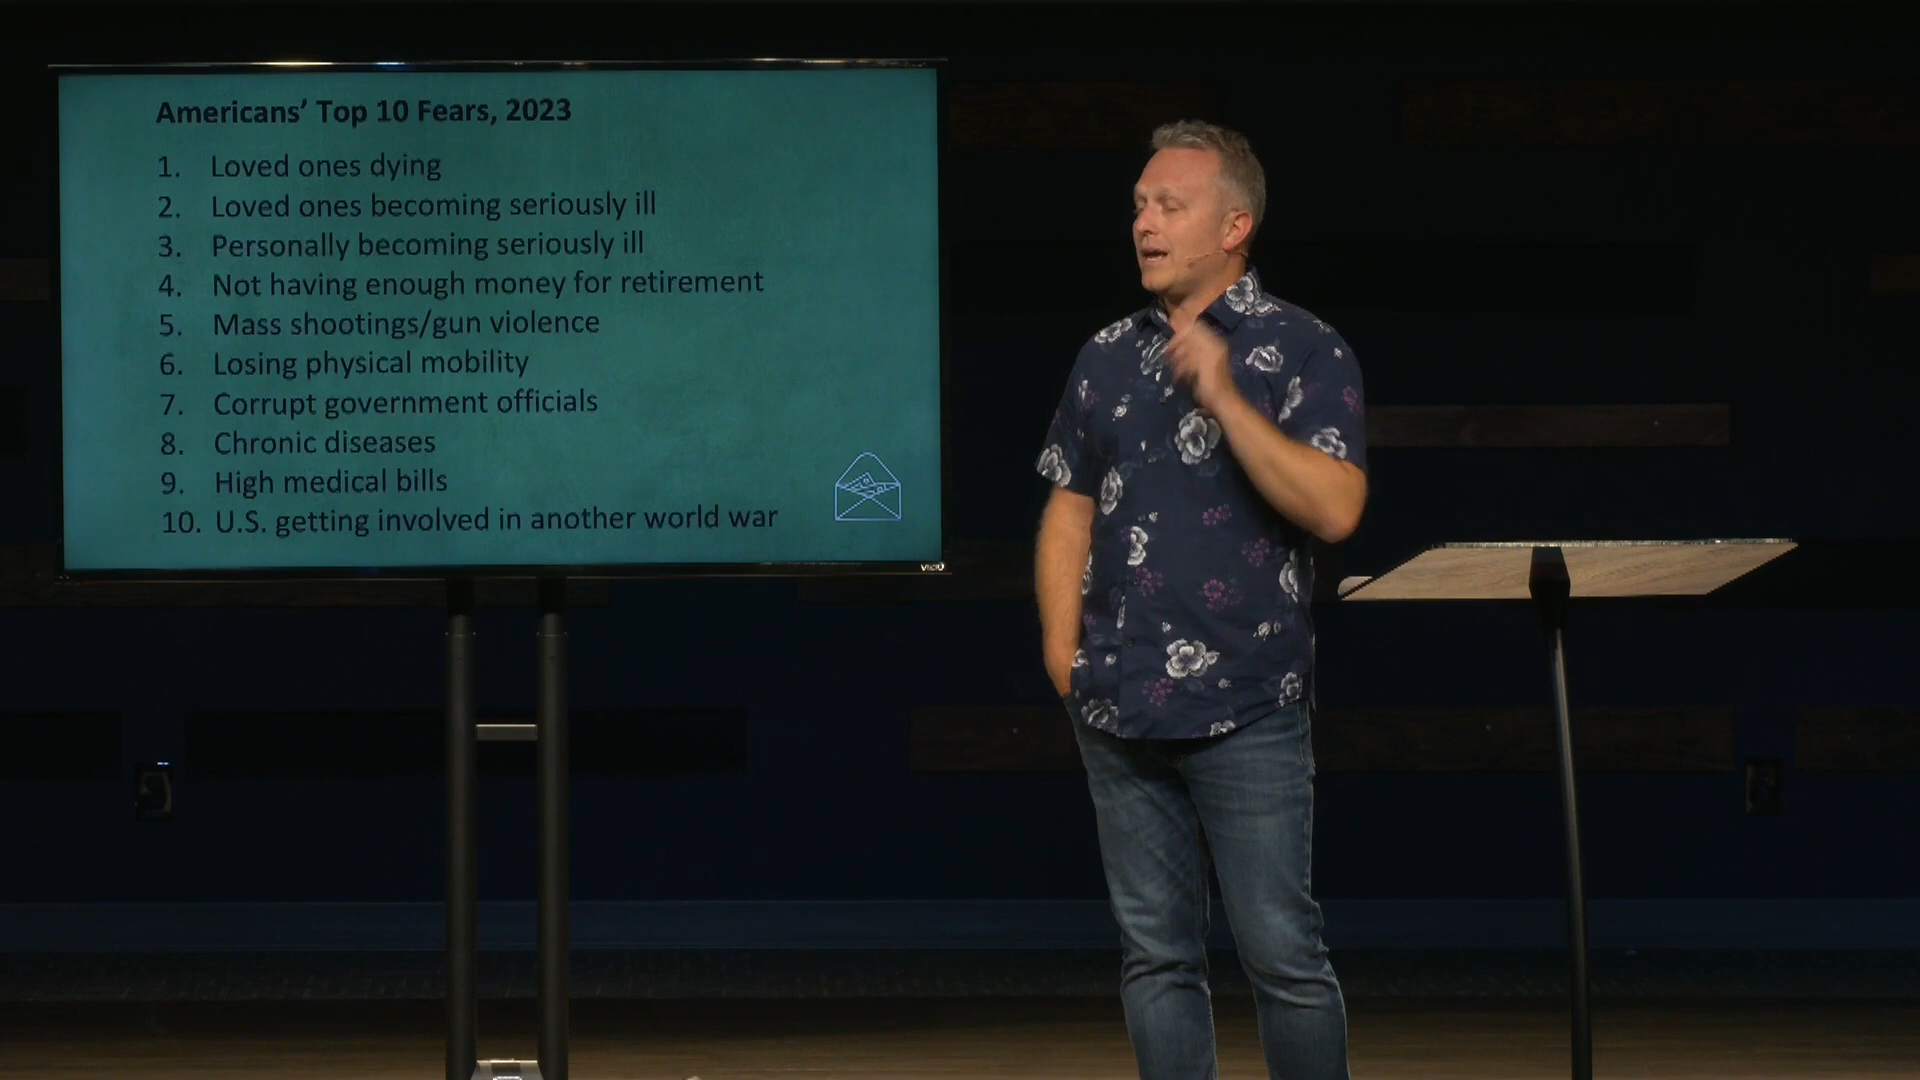 Americans’ Top 10 Fears, 2023
1. Loved ones dying
2. Loved ones becoming seriously ill
3. Personally becoming seriously ill
4. Not having enough money for retirement
5. Mass shootings/gun violence
6. Losing physical mobility
7. Corrupt government officials
8. Chronic diseases
9. High medical bills
10. U.S. getting involved in another world war
VIZIO